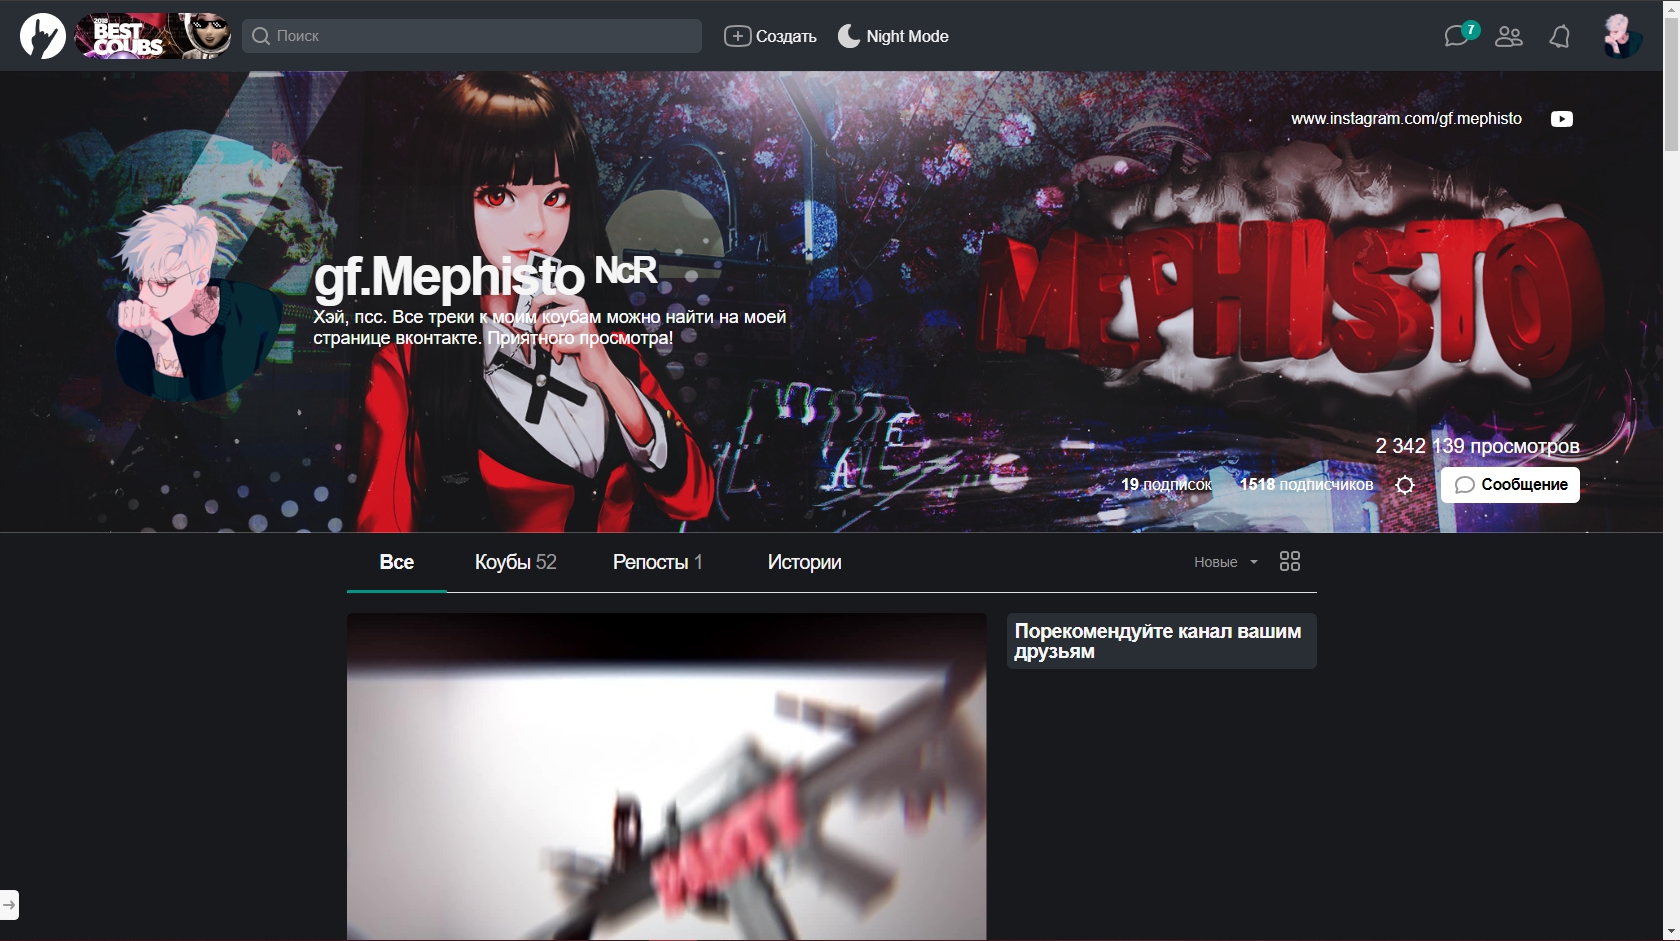 2018
BEST
COUBS
Поиск
Создать
Night Mode
7
www.instagram.com/gf.mephisto
MEPHISTO
gf.Mephisto NcR
Хэй, псс. Все треки к моим коубам можно найти на моей
странице вконтакте. Приятного просмотра!
2 342 139 просмотров
19 подписок
1518 подписчиков
Сообщение
Все
Коубы 52
Репосты 1
Истории
Новые
Порекомендуйте канал вашим
друзьям